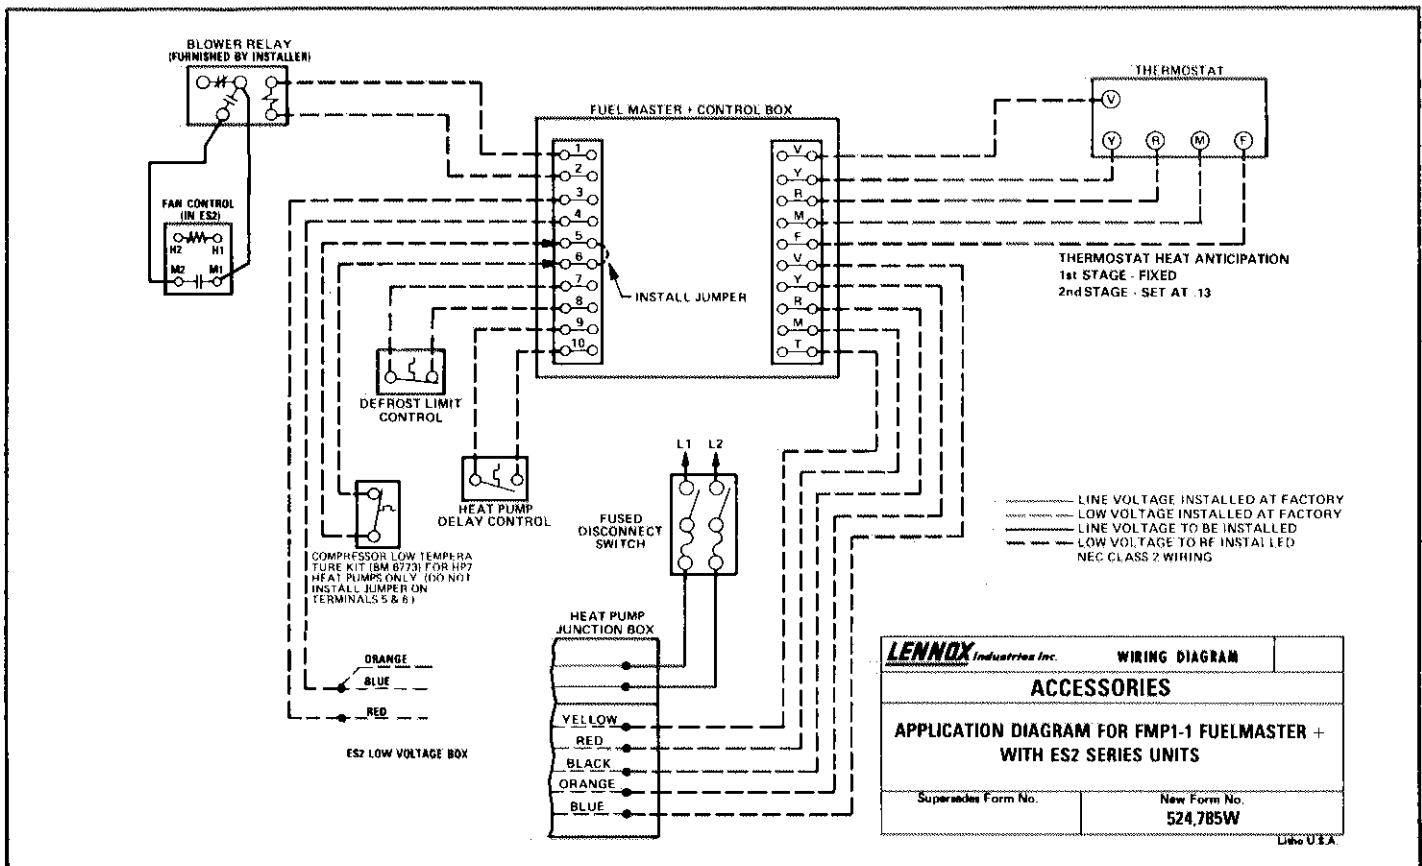 BLOWER RELAY
(FURNISHED BY INSTALLER)
FAN CONTROL
(IN ES2)
H2 H1
M2 M1
FUEL MASTER + CONTROL BOX
1
2
3
4
5
6
7
8
9
10
V
Y
R
M
F
V
Y
R
M
T
INSTALL JUMPER
THERMOSTAT
V
Y R M F
THERMOSTAT HEAT ANTICIPATION
1st STAGE - FIXED
2nd STAGE - SET AT .13
DEFROST LIMIT
CONTROL
HEAT PUMP
DELAY CONTROL
COMPRESSOR LOW TEMPERA
TURE KIT (BM 6773) FOR HP7
HEAT PUMPS ONLY (DO NOT
INSTALL JUMPER ON
TERMINALS 5 & 6)
L1 L2
FUSED
DISCONNECT
SWITCH
LINE VOLTAGE INSTALLED AT FACTORY
LOW VOLTAGE INSTALLED AT FACTORY
LINE VOLTAGE TO BE INSTALLED
LOW VOLTAGE TO BE INSTALLED
NEC CLASS 2 WIRING
ORANGE
BLUE
RED
ES2 LOW VOLTAGE BOX
HEAT PUMP
JUNCTION BOX
YELLOW
RED
BLACK
ORANGE
BLUE
LENNOX Industries Inc. WIRING DIAGRAM
ACCESSORIES
APPLICATION DIAGRAM FOR FMP1-1 FUELMASTER +
WITH ES2 SERIES UNITS
Supersedes Form No. New Form No.
524,785W
Litho U.S.A.